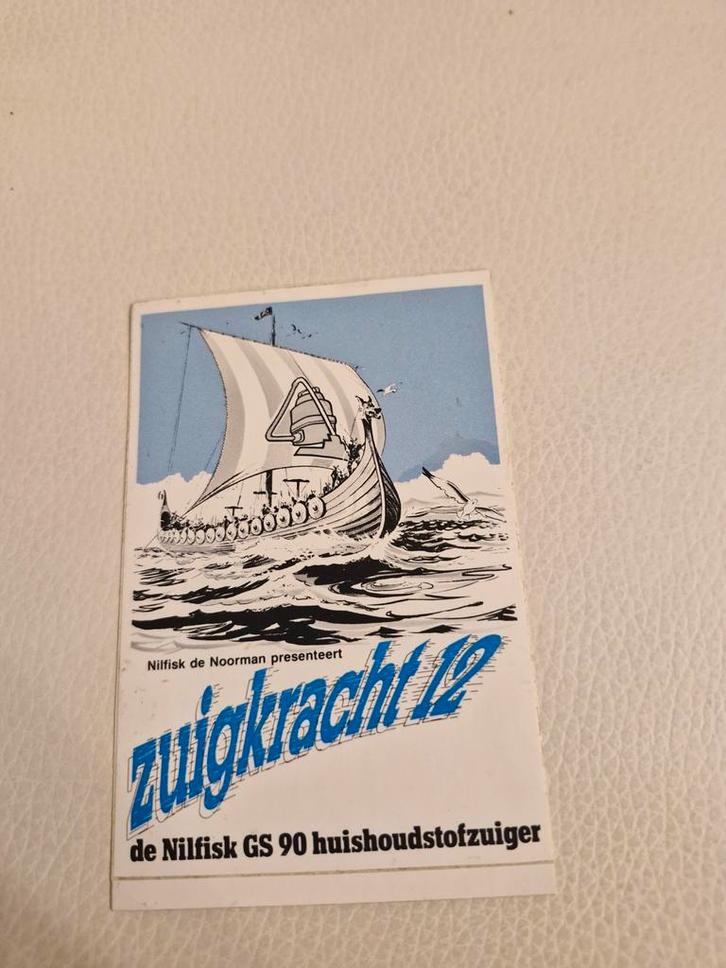 Nilfisk de Noorman presenteert
zuigkracht 12
de Nilfisk GS 90 huishoudstofzuiger